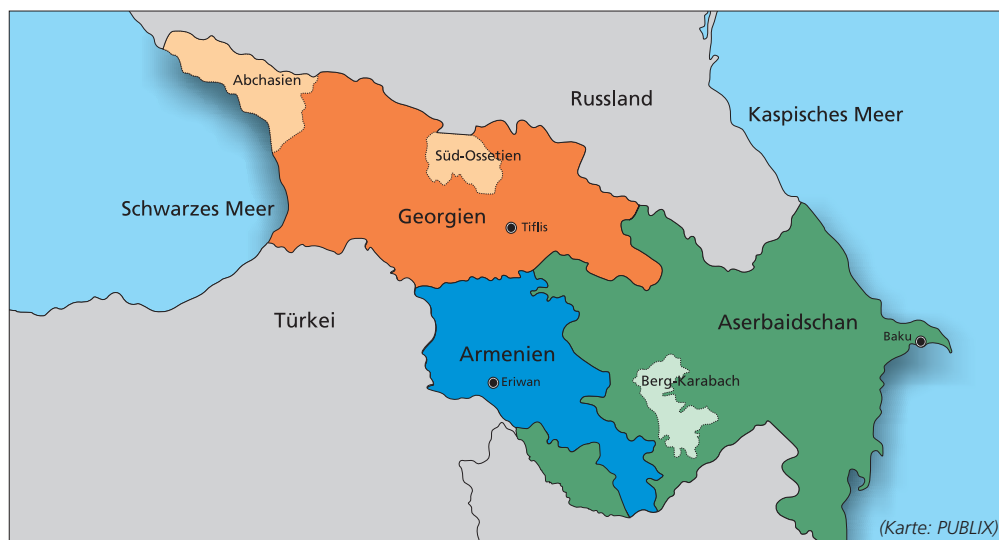 Abchasien
Russland
Kaspisches Meer
Süd-Ossetien
Schwarzes Meer
Georgien
Tiflis
Türkei
Aserbaidschan
Baku
Armenien
Eriwan
Berg-Karabach
(Karte: PUBLIX)